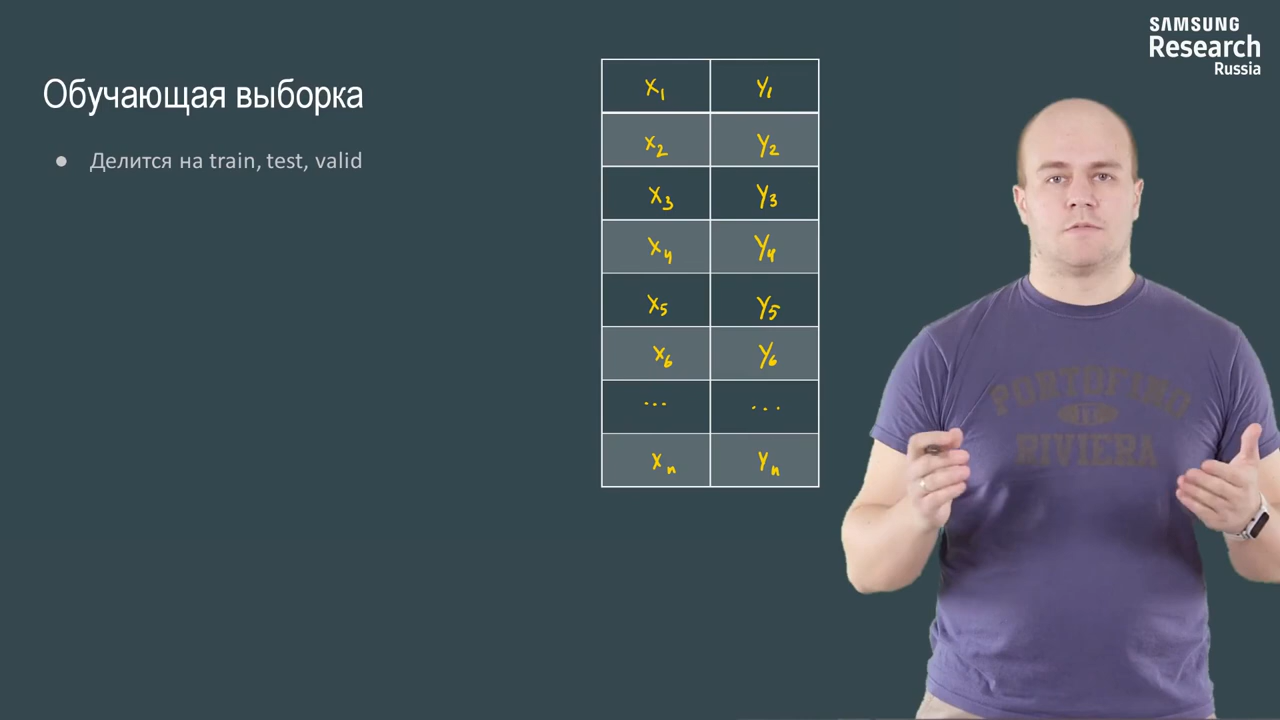 SAMSUNG
Research
Russia
Обучающая выборка
● Делится на train, test, valid
x₁ y₁
x₂ y₂
x₃ y₃
x₄ y₄
x₅ y₅
x₆ y₆
... ...
xₙ yₙ
PORTOFINO
RIVIERA